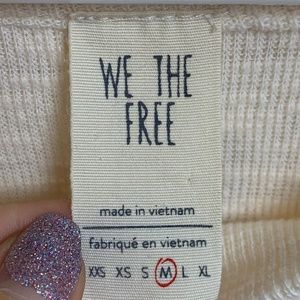 WE THE
FREE
made in vietnam
fabriqué en vietnam
XXS XS S M L XL